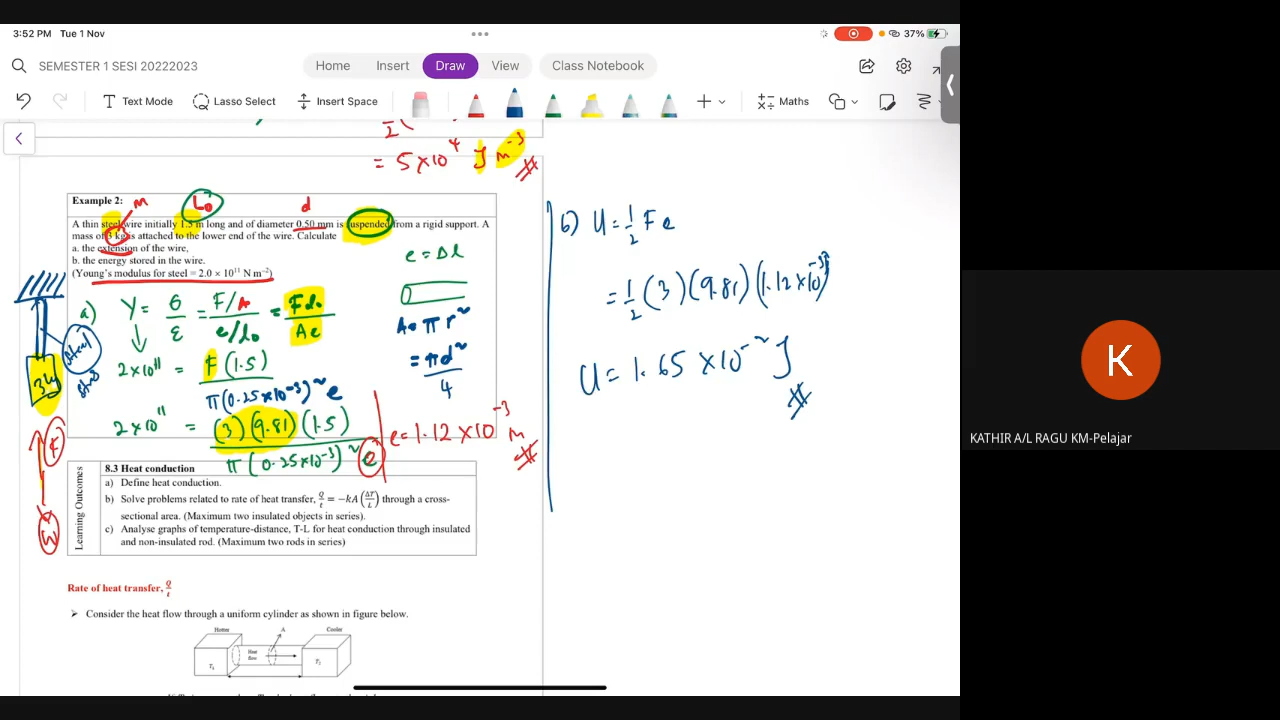 3:52 PM Tue 1 Nov
37%
SEMESTER 1 SESI 20222023
Home Insert Draw View Class Notebook
Text Mode Lasso Select Insert Space Maths
= 5×10⁴ J m⁻³
m L₀ d
Example 2:
A thin steel wire initially 1.5 m long and of diameter 0.50 mm is suspended from a rigid support. A
mass of 3 kg is attached to the lower end of the wire. Calculate
a. the extension of the wire,
b. the energy stored in the wire.
(Young's modulus for steel = 2.0 × 10¹¹ N m⁻²)
e = Δl
a) Y = σ/ε = F/A / e/l₀ = Fl₀/Ae
A = πr²
= πd²/4
2×10¹¹ = F(1.5) / π(0.25×10⁻³)² e
2×10¹¹ = (3)(9.81)(1.5) / π(0.25×10⁻³)² e
e = 1.12×10⁻³ m
steel
3kg
W
b) U = 1/2 Fe
= 1/2 (3)(9.81)(1.12×10⁻³)
U = 1.65 ×10⁻² J
Learning Outcomes
8.3 Heat conduction
a) Define heat conduction.
b) Solve problems related to rate of heat transfer, Q/t = −kA (ΔT/L) through a cross-
sectional area. (Maximum two insulated objects in series).
c) Analyse graphs of temperature-distance, T-L for heat conduction through insulated
and non-insulated rod. (Maximum two rods in series)
Rate of heat transfer, Q/t
➢ Consider the heat flow through a uniform cylinder as shown in figure below.
Hotter A Cooler
Heat
flow
T₁ T₂
K
KATHIR A/L RAGU KM-Pelajar